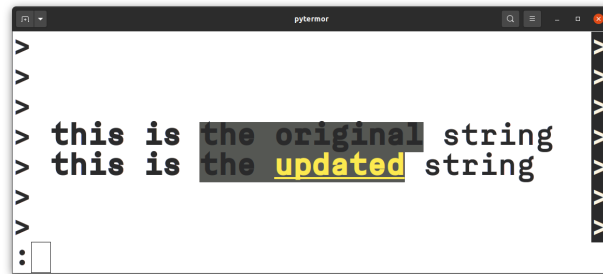 pytermor
> >
> >
> >
> this is the original string >
> this is the updated string >
> >
> >
: